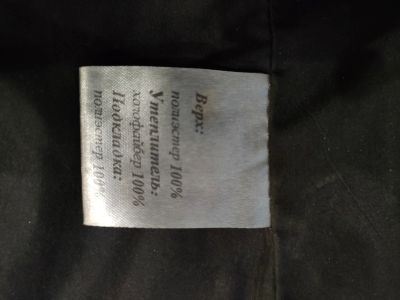 Верх:
полиэстер 100%
Утеплитель:
холофайбер 100%
Подкладка:
полиэстер 100%